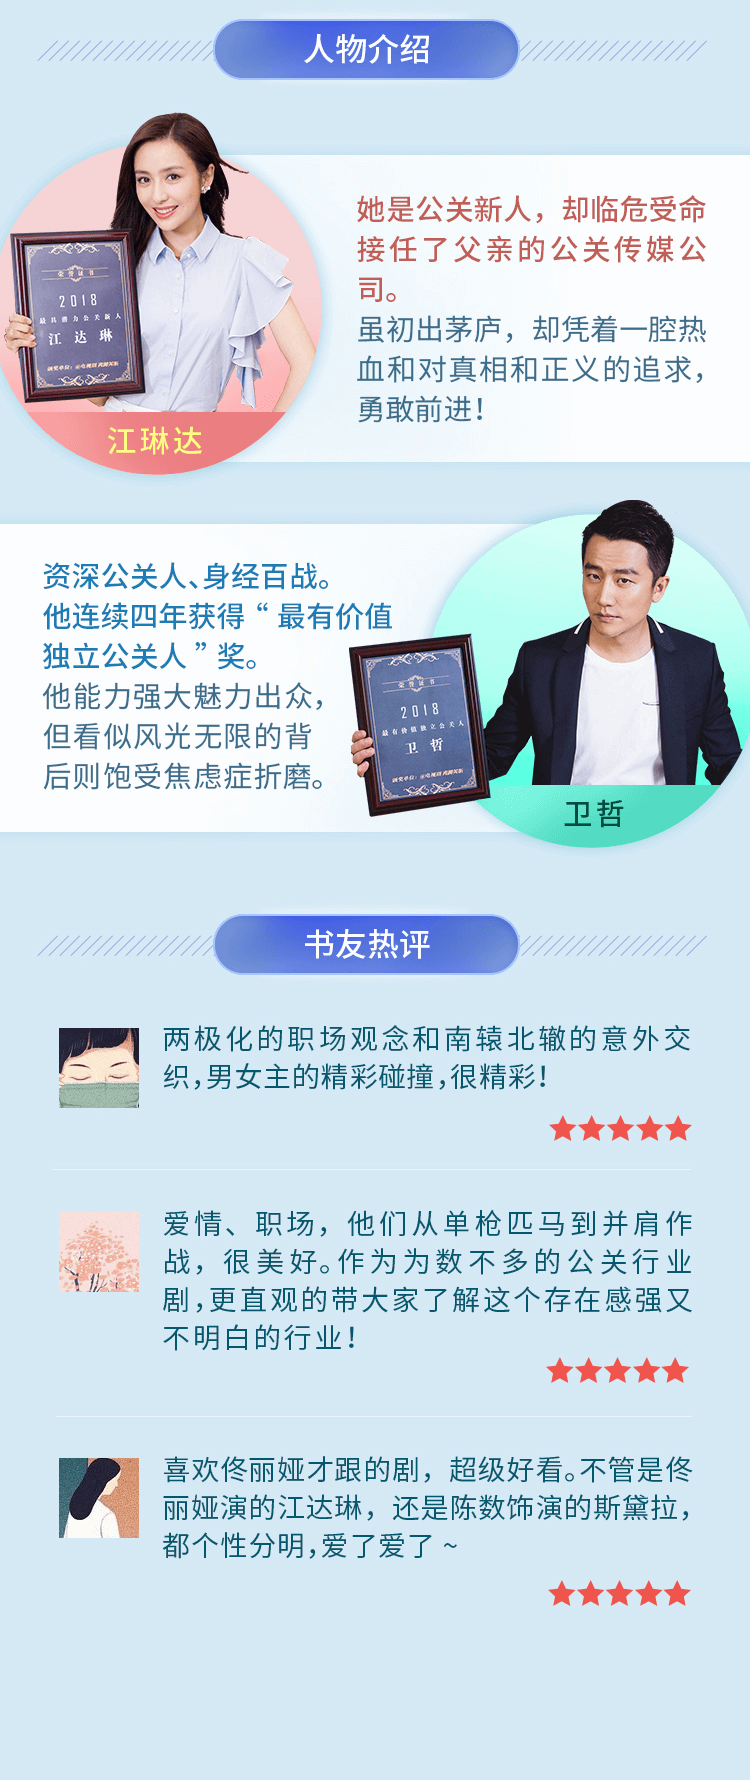 人物介绍
她是公关新人，却临危受命
接任了父亲的公关传媒公
司。
虽初出茅庐，却凭着一腔热
血和对真相和正义的追求，
勇敢前进！
荣誉证书
2018
最具潜力公关新人
江达琳
颁奖单位：
江琳达
资深公关人、身经百战。
他连续四年获得“最有价值
独立公关人”奖。
他能力强大魅力出众，
但看似风光无限的背
后则饱受焦虑症折磨。
荣誉证书
2018
最有价值独立公关人
卫哲
颁奖单位：
卫哲
书友热评
两极化的职场观念和南辕北辙的意外交
织，男女主的精彩碰撞，很精彩！
爱情、职场，他们从单枪匹马到并肩作
战，很美好。作为为数不多的公关行业
剧，更直观的带大家了解这个存在感强又
不明白的行业！
喜欢佟丽娅才跟的剧，超级好看。不管是佟
丽娅演的江达琳，还是陈数饰演的斯黛拉，
都个性分明，爱了爱了~